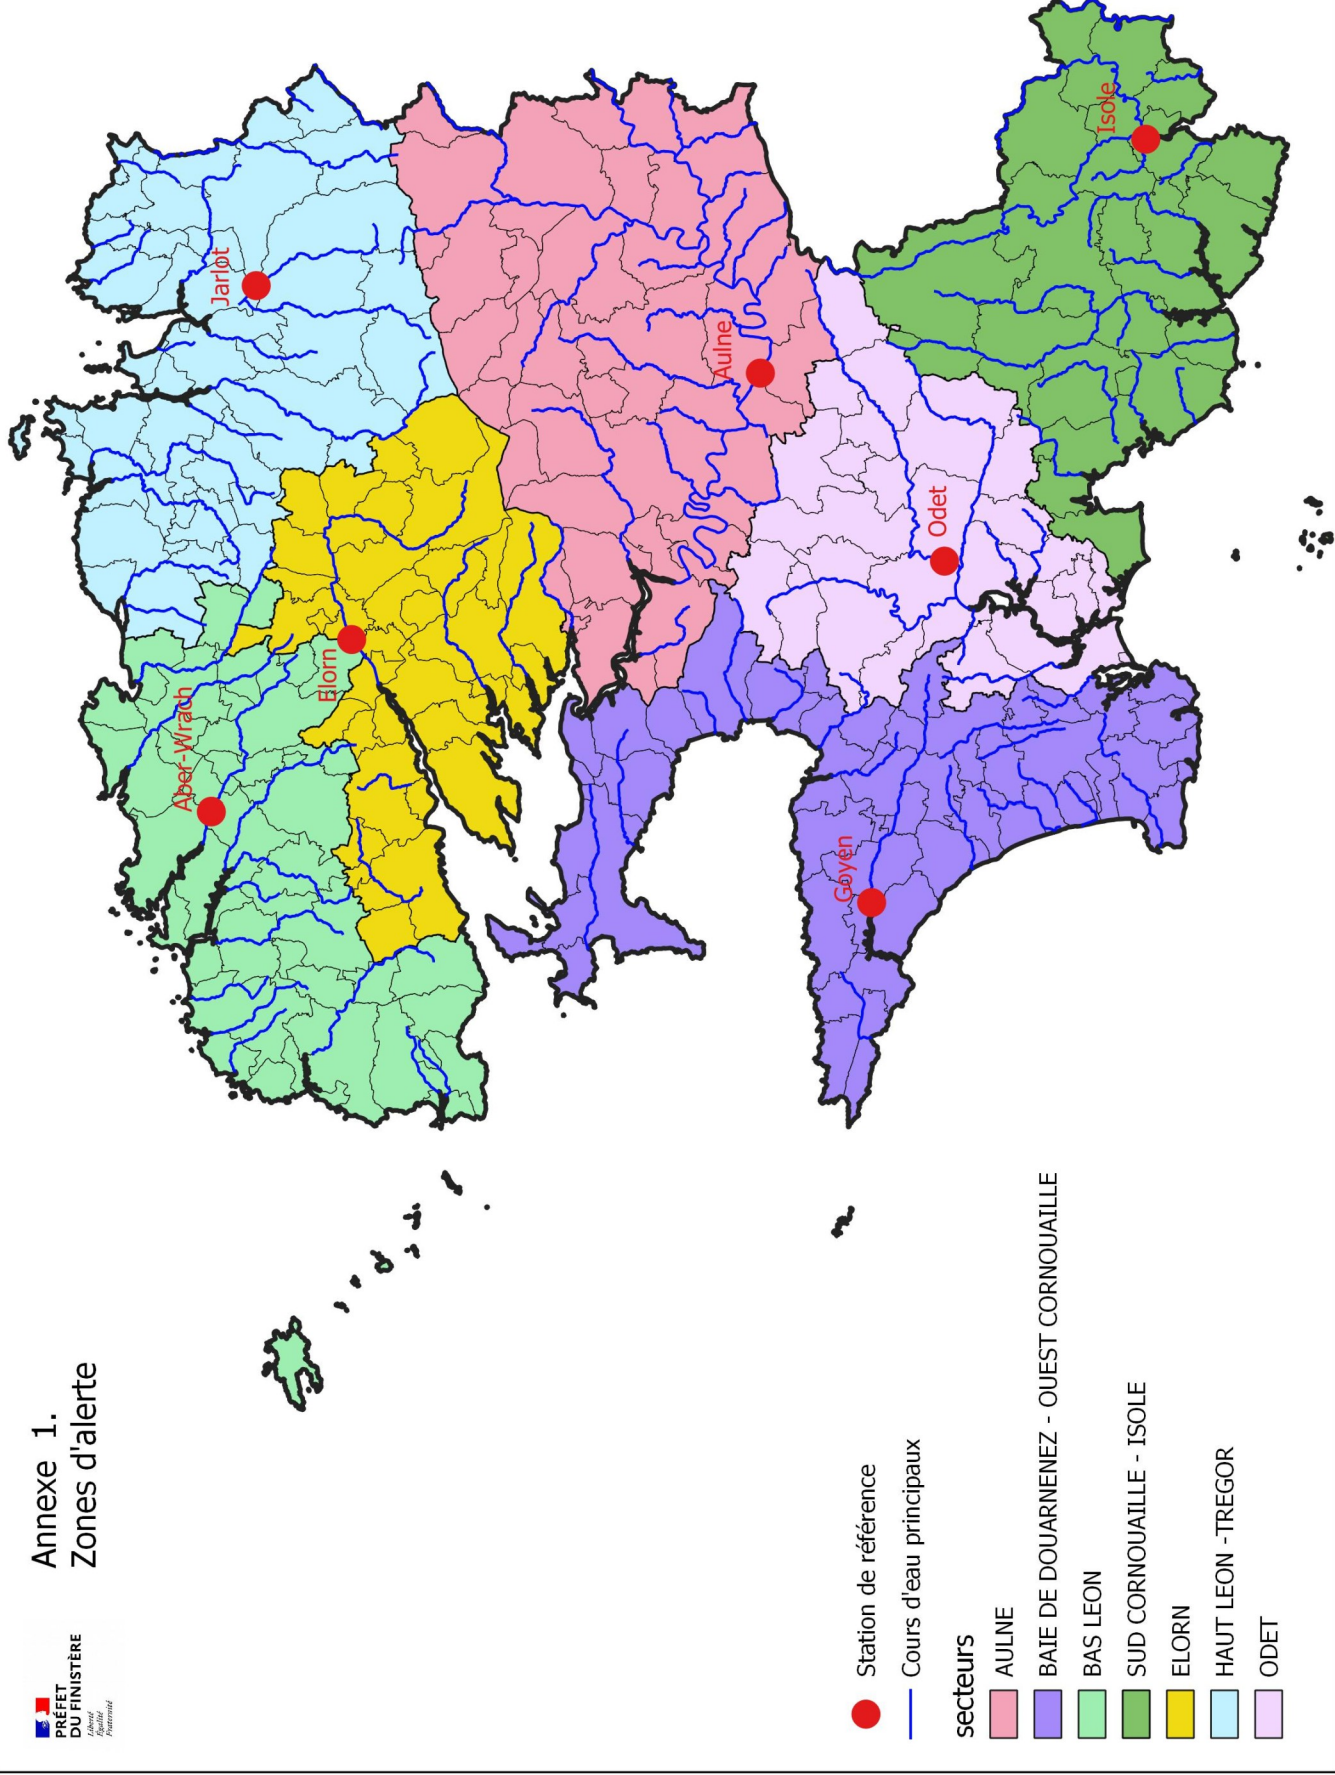 PRÉFET
DU FINISTÈRE
Liberté
Égalité
Fraternité
Annexe 1.
Zones d'alerte
Jarlot
Aber-Wrach
Elorn
Aulne
Isole
Odet
Goyen
Station de référence
Cours d'eau principaux
secteurs
AULNE
BAIE DE DOUARNENEZ - OUEST CORNOUAILLE
BAS LEON
SUD CORNOUAILLE - ISOLE
ELORN
HAUT LEON -TREGOR
ODET